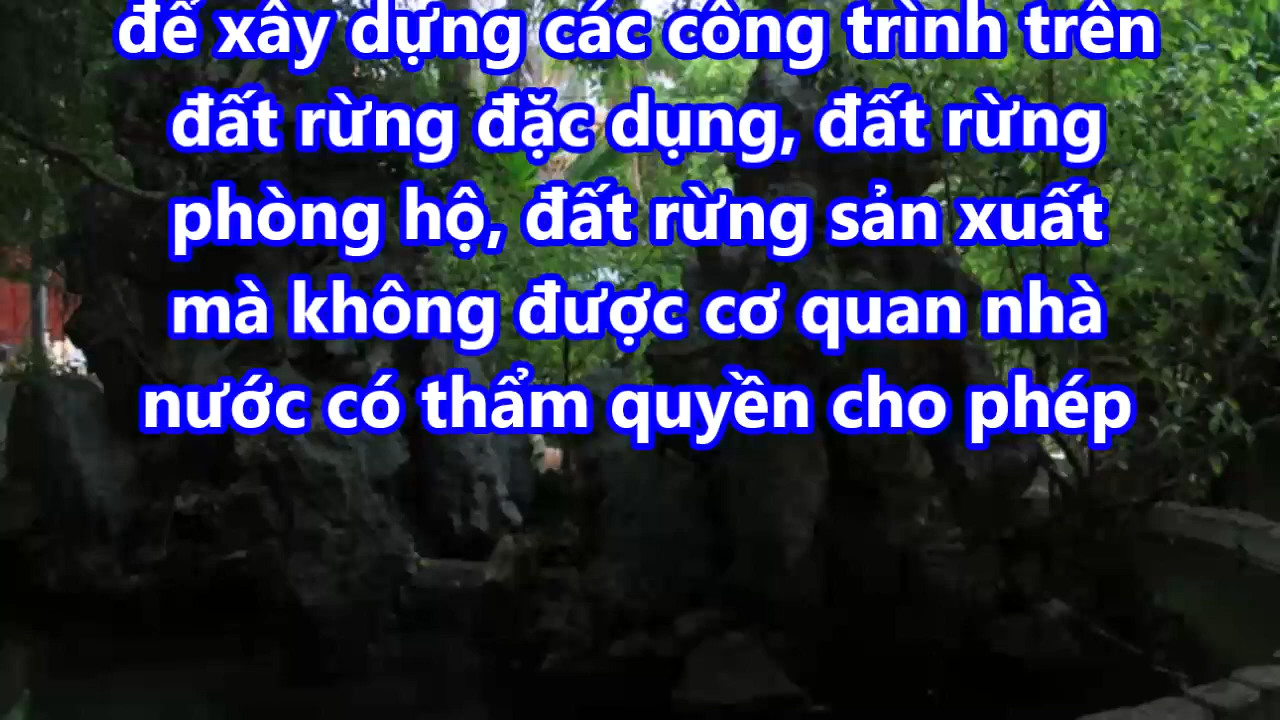 để xây dựng các công trình trên
đất rừng đặc dụng, đất rừng
phòng hộ, đất rừng sản xuất
mà không được cơ quan nhà
nước có thẩm quyền cho phép